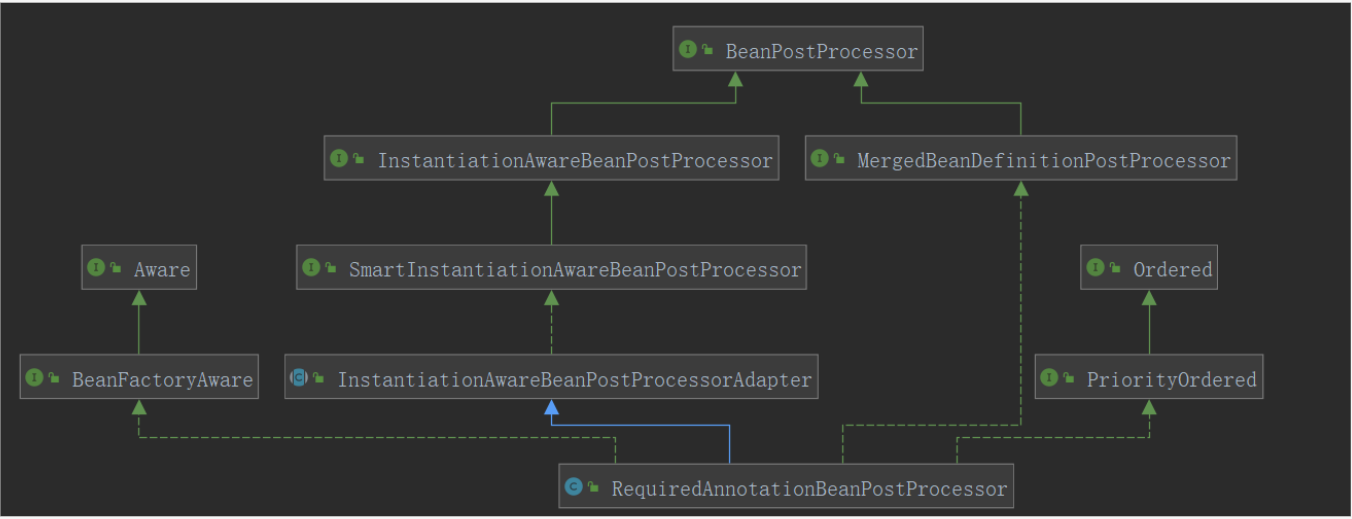 BeanPostProcessor
InstantiationAwareBeanPostProcessor
MergedBeanDefinitionPostProcessor
Aware
SmartInstantiationAwareBeanPostProcessor
Ordered
BeanFactoryAware
InstantiationAwareBeanPostProcessorAdapter
PriorityOrdered
RequiredAnnotationBeanPostProcessor